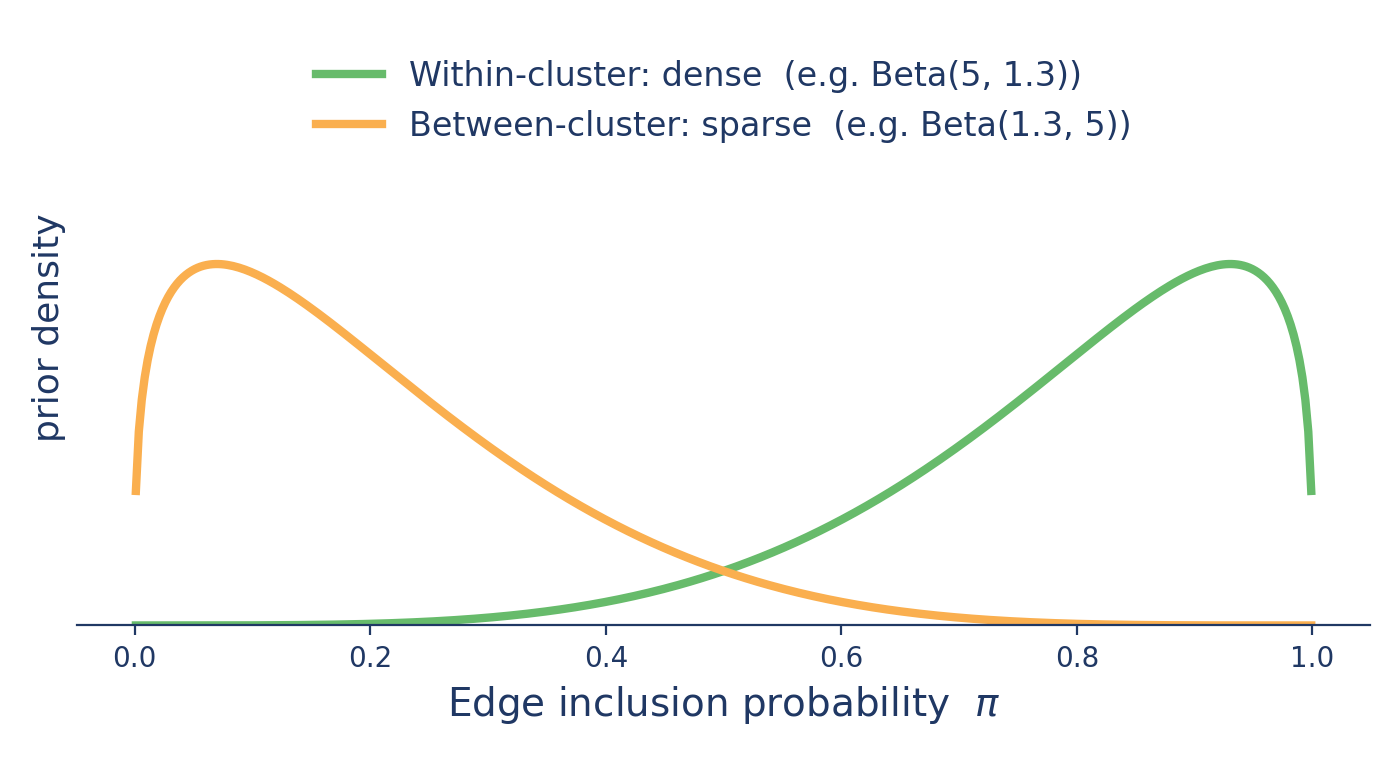 Within-cluster: dense  (e.g. Beta(5, 1.3))
Between-cluster: sparse  (e.g. Beta(1.3, 5))
prior density
0.0 0.2 0.4 0.6 0.8 1.0
Edge inclusion probability  π